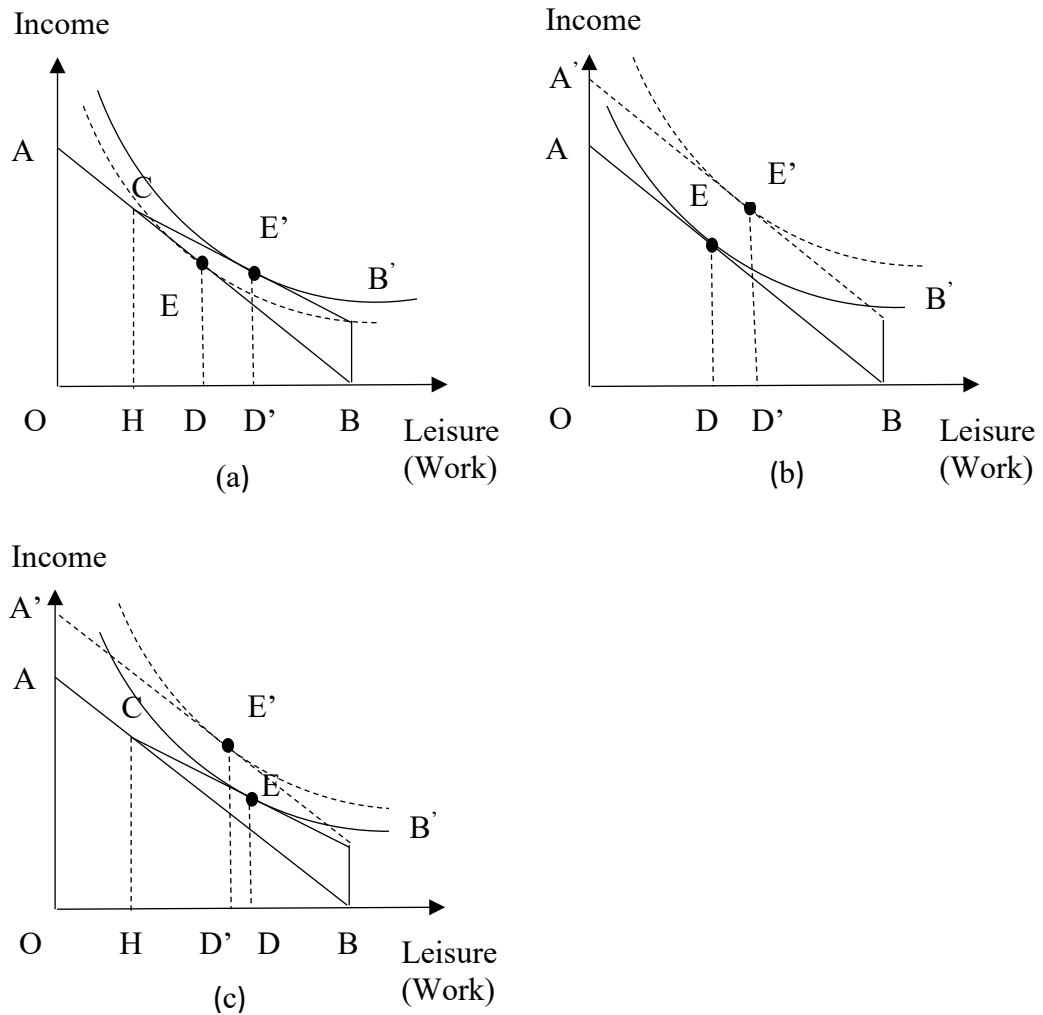 Income
A
C
E’
B’
E
O
H
D
D’
B
Leisure
(Work)
(a)
Income
A’
A
E’
E
B’
O
D
D’
B
Leisure
(Work)
(b)
Income
A’
A
C
E’
E
B’
O
H
D’
D
B
Leisure
(Work)
(c)